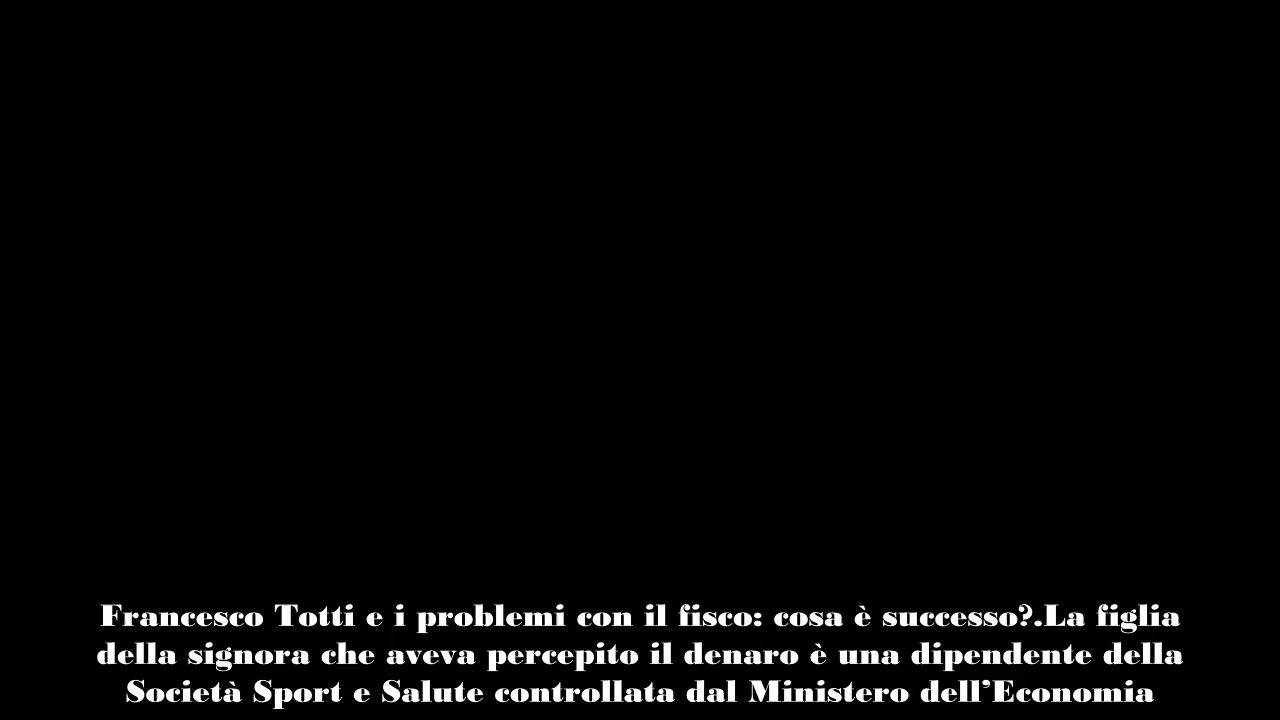 Francesco Totti e i problemi con il fisco: cosa è successo?.La figlia
della signora che aveva percepito il denaro è una dipendente della
Società Sport e Salute controllata dal Ministero dell’Economia